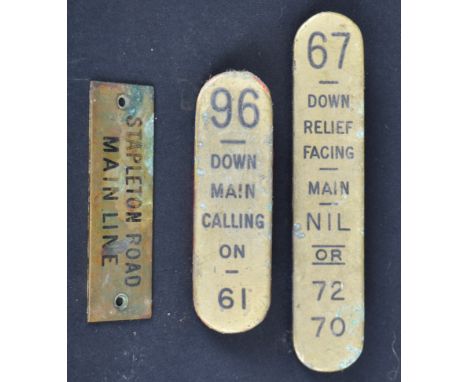 STAPLETON ROAD
MAIN LINE
96
DOWN
MAIN
CALLING
ON
61
67
DOWN
RELIEF
FACING
MAIN
NIL
OR
72
70